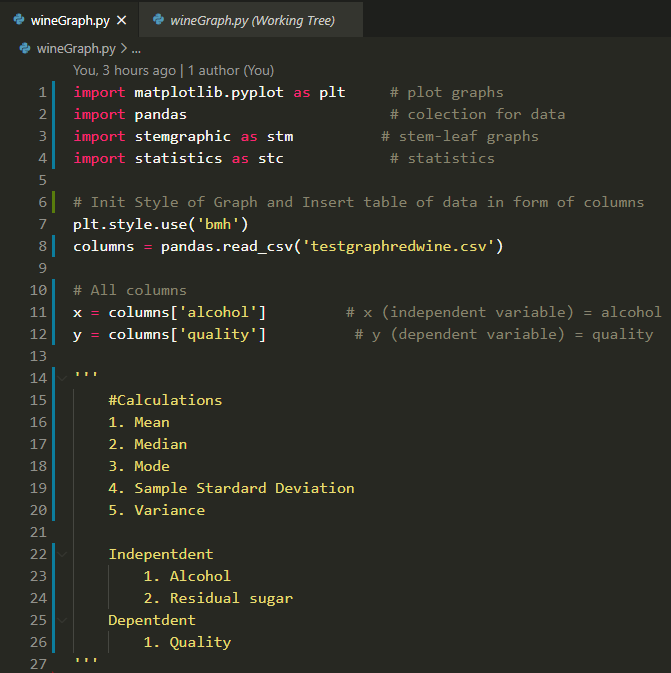 wineGraph.py ✕ wineGraph.py (Working Tree)
wineGraph.py > ...
You, 3 hours ago | 1 author (You)
1 import matplotlib.pyplot as plt # plot graphs
2 import pandas # colection for data
3 import stemgraphic as stm # stem-leaf graphs
4 import statistics as stc # statistics
5
6 # Init Style of Graph and Insert table of data in form of columns
7 plt.style.use('bmh')
8 columns = pandas.read_csv('testgraphredwine.csv')
9
10 # All columns
11 x = columns['alcohol'] # x (independent variable) = alcohol
12 y = columns['quality'] # y (dependent variable) = quality
13
14 '''
15 #Calculations
16 1. Mean
17 2. Median
18 3. Mode
19 4. Sample Stardard Deviation
20 5. Variance
21
22 Indepentdent
23 1. Alcohol
24 2. Residual sugar
25 Depentdent
26 1. Quality
27 '''